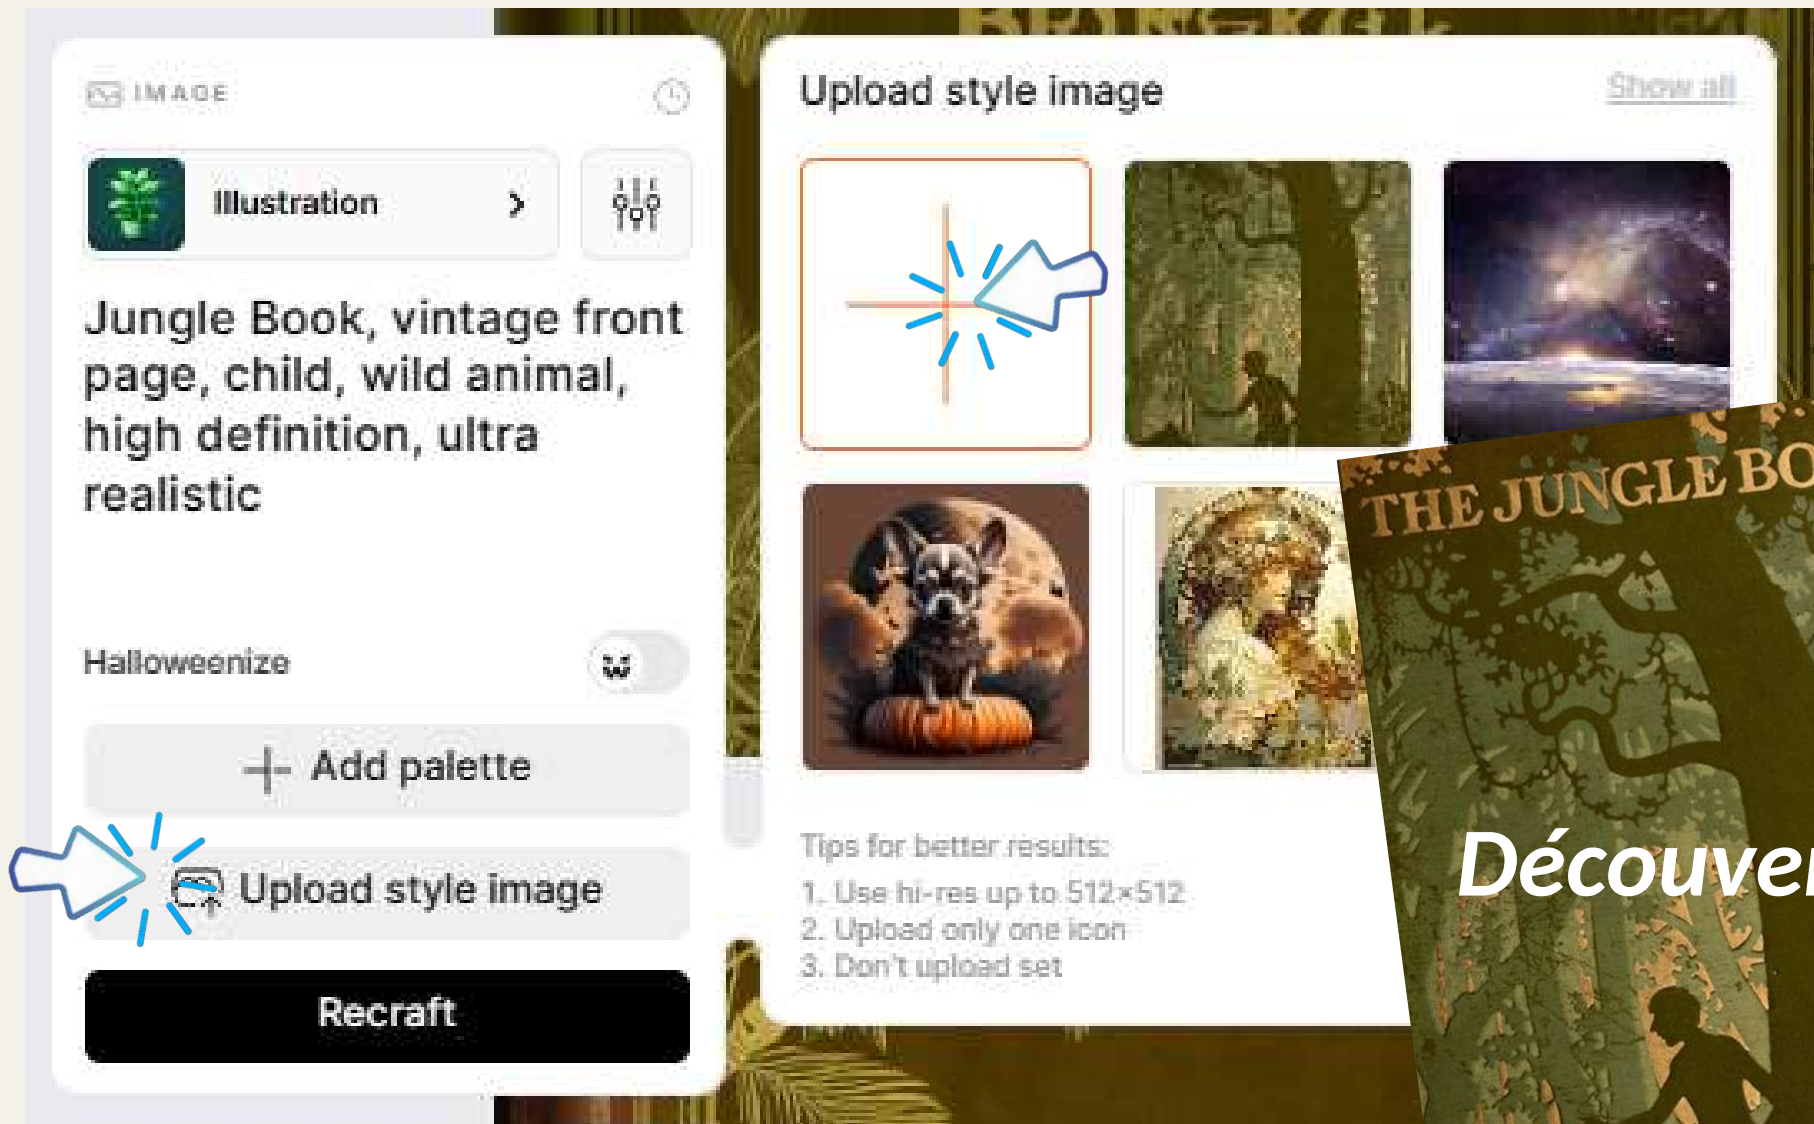 IMAGE
Illustration
Jungle Book, vintage front
page, child, wild animal,
high definition, ultra
realistic
Halloweenize
Add palette
Upload style image
Recraft
Upload style image
Show all
Tips for better results:
1. Use hi-res up to 512×512
2. Upload only one icon
3. Don't upload set
THE JUNGLE BO
Découver